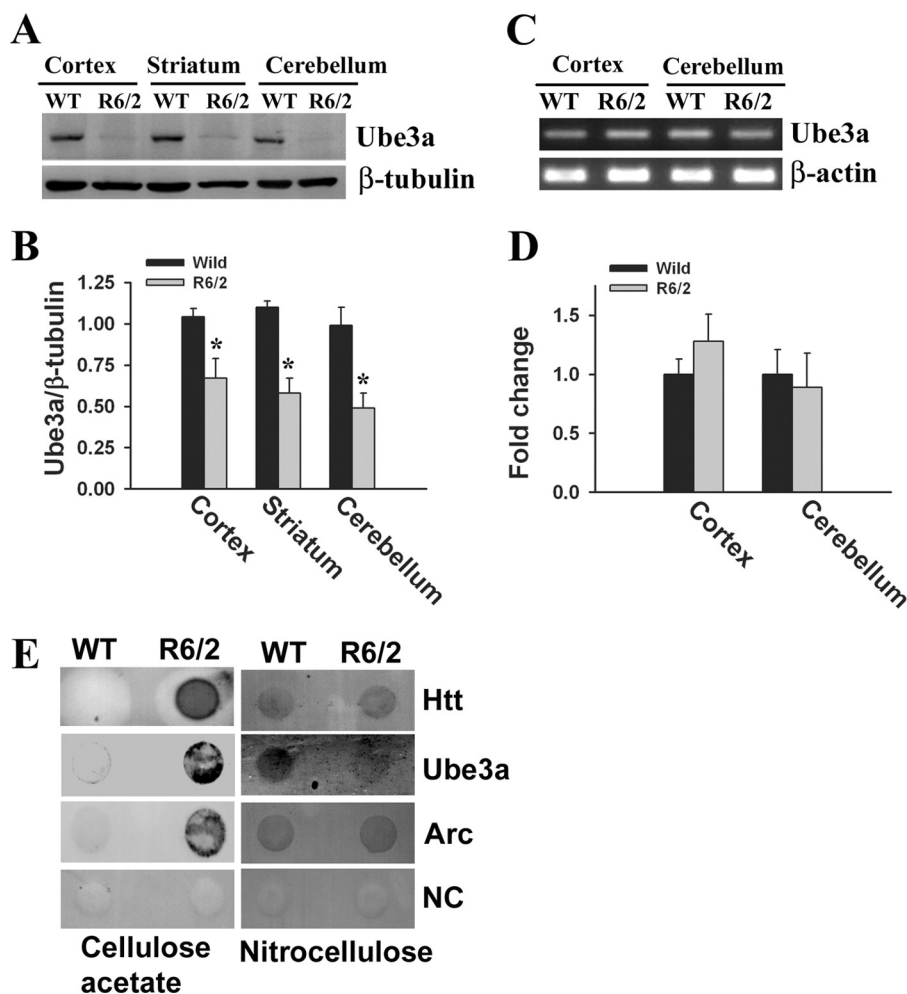 A
Cortex Striatum Cerebellum
WT R6/2 WT R6/2 WT R6/2
Ube3a
β-tubulin
C
Cortex Cerebellum
WT R6/2 WT R6/2
Ube3a
β-actin
B
Wild
R6/2
Ube3a/β-tubulin
1.25
1.00
0.75
0.50
0.25
0.00
*
*
*
Cortex
Striatum
Cerebellum
D
Wild
R6/2
Fold change
1.5
1.0
0.5
0.0
Cortex
Cerebellum
E
WT R6/2 WT R6/2
Htt
Ube3a
Arc
NC
Cellulose
acetate
Nitrocellulose